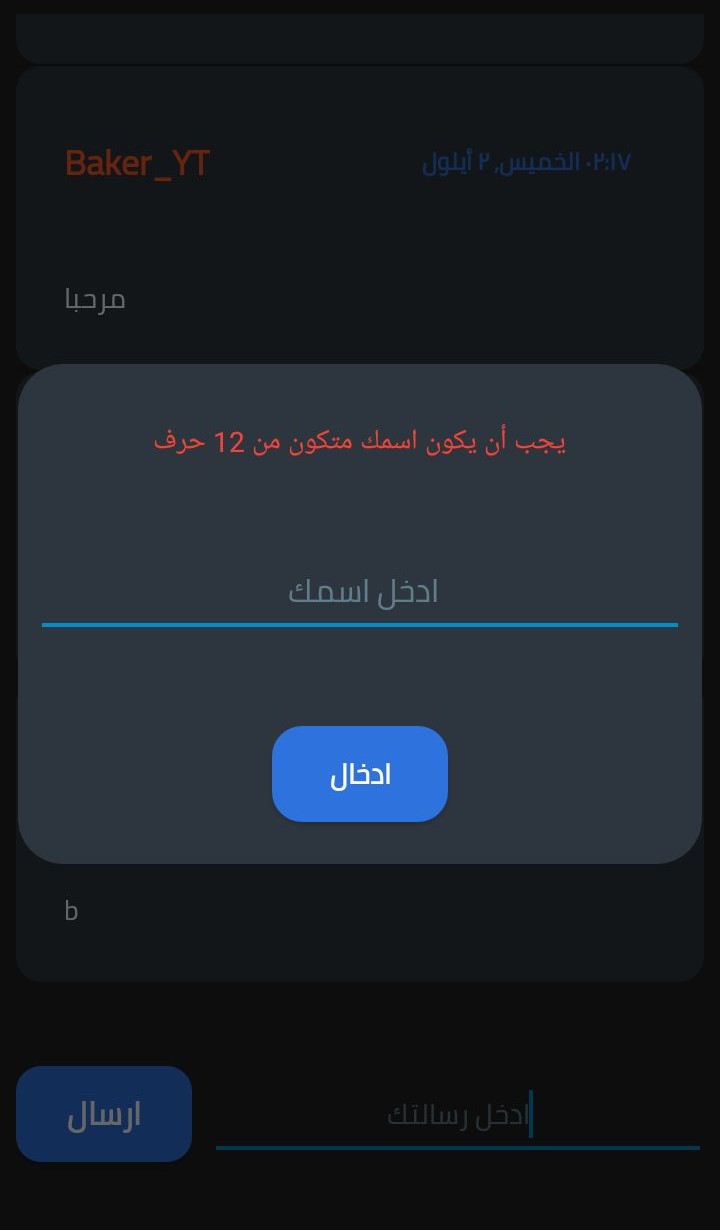 Baker_YT
٠٢:١٧ الخميس, ٢ أيلول
مرحبا
يجب أن يكون اسمك متكون من 12 حرف
ادخل اسمك
ادخال
b
ارسال
ادخل رسالتك